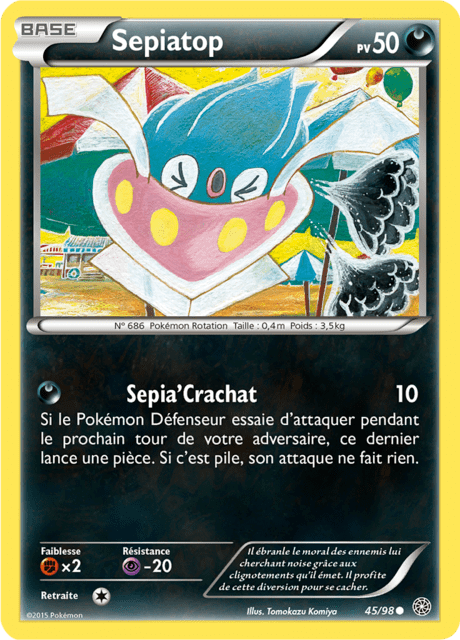 BASE
Sepiatop
PV50
N° 686 Pokémon Rotation Taille : 0,4m Poids : 3,5kg
Sepia’Crachat 10
Si le Pokémon Défenseur essaie d’attaquer pendant
le prochain tour de votre adversaire, ce dernier
lance une pièce. Si c’est pile, son attaque ne fait rien.
Faiblesse
×2
Résistance
-20
Retraite
Il ébranle le moral des ennemis lui
cherchant noise grâce aux
clignotements qu’il émet. Il profite
de cette diversion pour se cacher.
©2015 Pokémon
Illus. Tomokazu Komiya
45/98